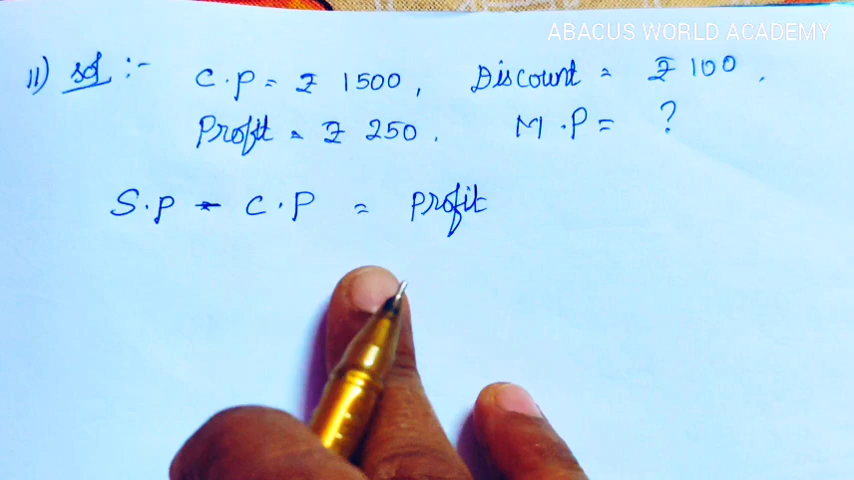 ABACUS WORLD ACADEMY
11) Sol :- C.P = ₹ 1500, Discount = ₹ 100.
Profit = ₹ 250. M.P = ?
S.P - C.P = Profit